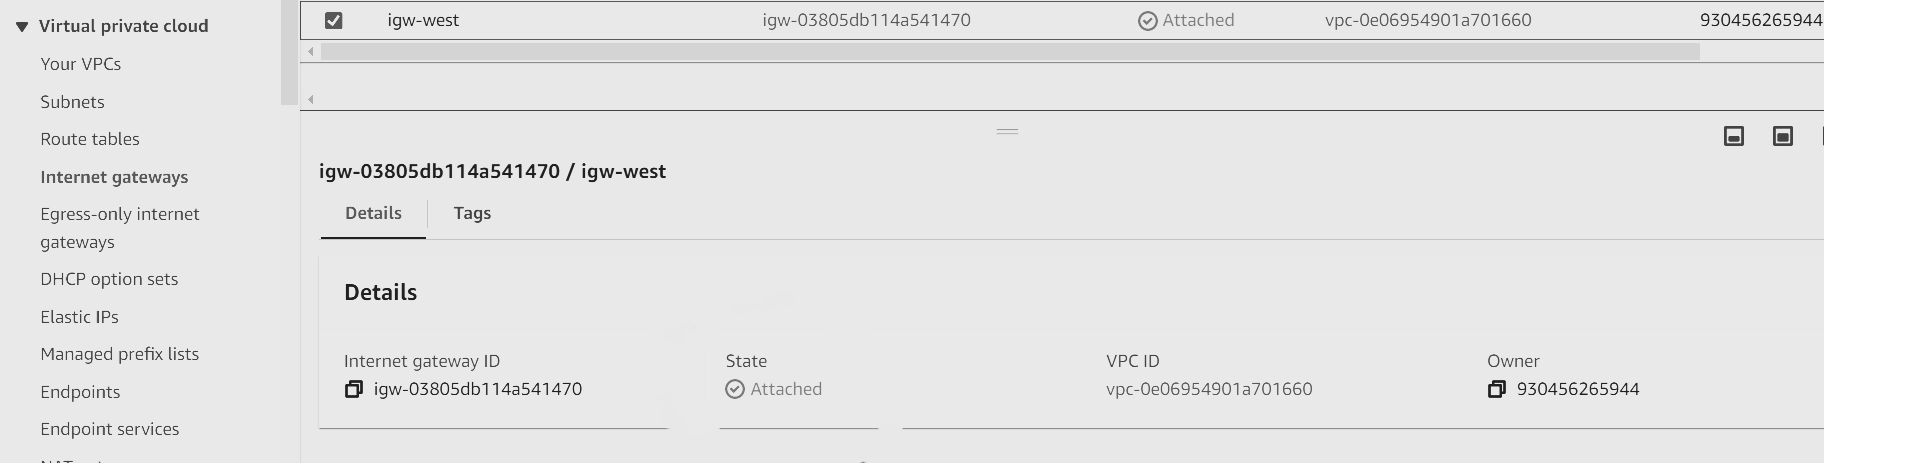 Virtual private cloud
Your VPCs
Subnets
Route tables
Internet gateways
Egress-only internet
gateways
DHCP option sets
Elastic IPs
Managed prefix lists
Endpoints
Endpoint services
igw-west igw-03805db114a541470 Attached vpc-0e06954901a701660 930456265944
igw-03805db114a541470 / igw-west
Details Tags
Details
Internet gateway ID State VPC ID Owner
igw-03805db114a541470 Attached vpc-0e06954901a701660 930456265944